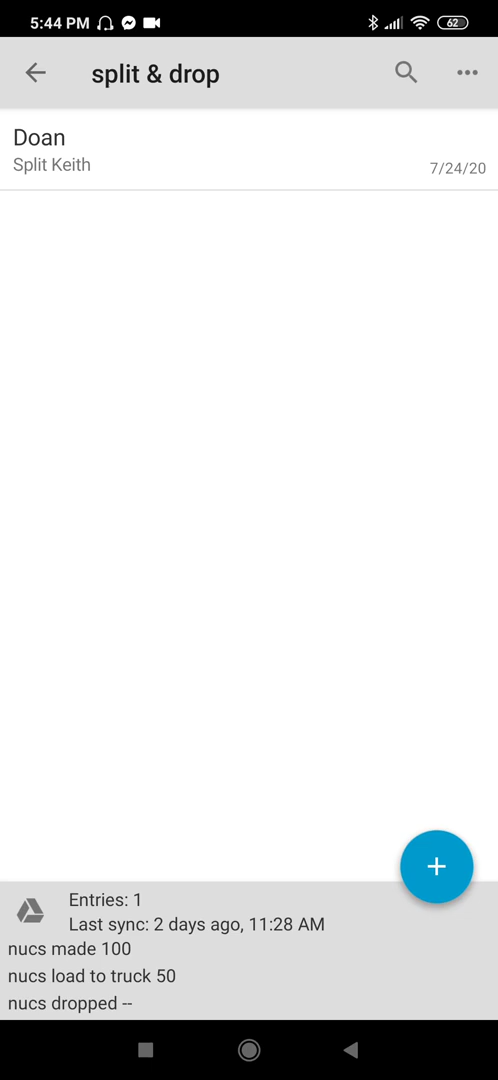 5:44 PM 62
split & drop
Doan
Split Keith
7/24/20
Entries: 1
Last sync: 2 days ago, 11:28 AM
nucs made 100
nucs load to truck 50
nucs dropped --